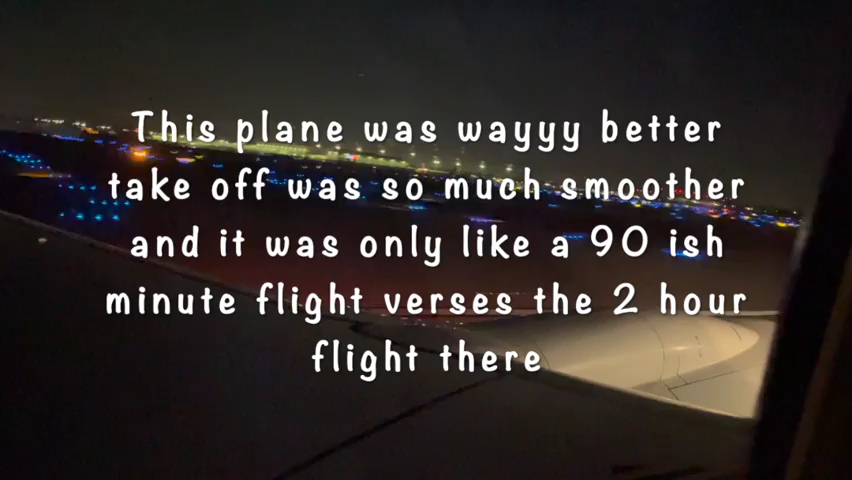 This plane was wayyy better
take off was so much smoother
and it was only like a 90 ish
minute flight verses the 2 hour
flight there